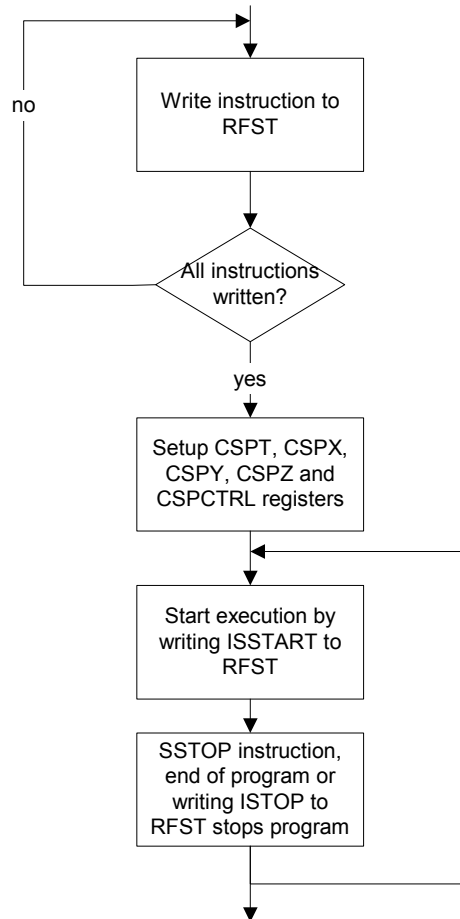 no
Write instruction to
RFST
All instructions
written?
yes
Setup CSPT, CSPX,
CSPY, CSPZ and
CSPCTRL registers
Start execution by
writing ISSTART to
RFST
SSTOP instruction,
end of program or
writing ISTOP to
RFST stops program